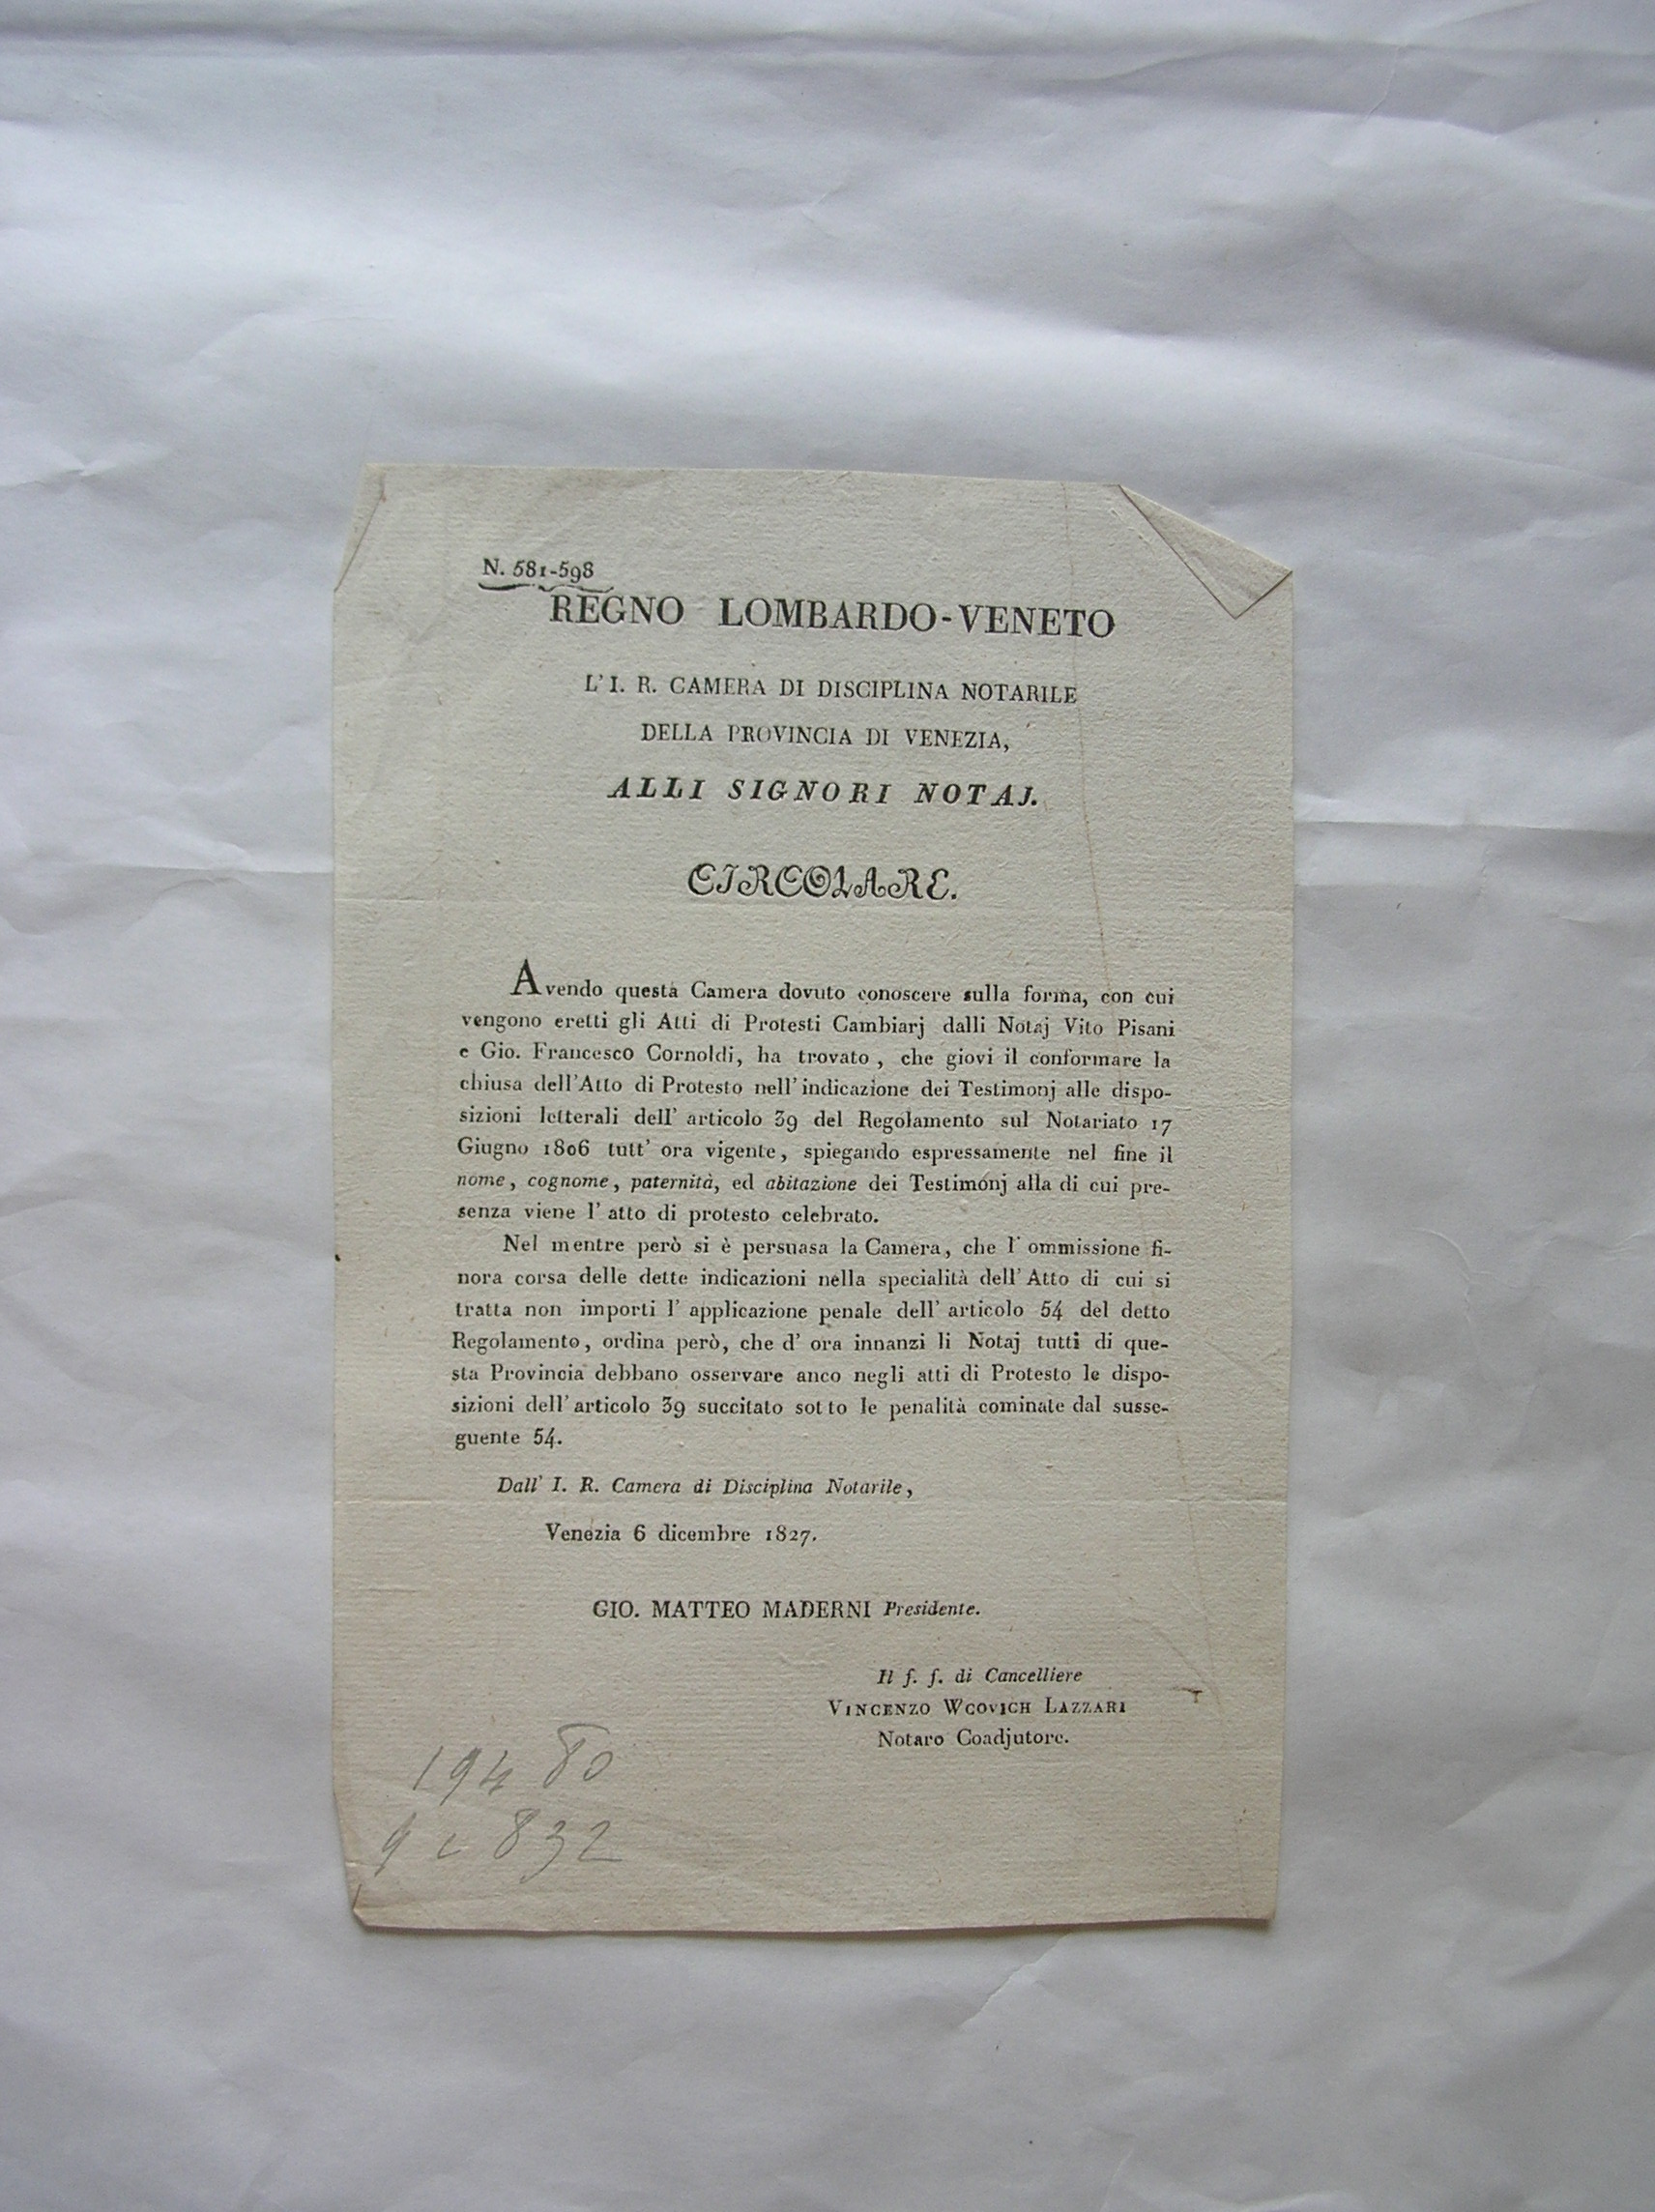 N. 581-598
REGNO LOMBARDO-VENETO
L' I. R. CAMERA DI DISCIPLINA NOTARILE
DELLA PROVINCIA DI VENEZIA,
ALLI SIGNORI NOTAJ.
CIRCOLARE.
Avendo questa Camera dovuto conoscere sulla forma, con cui
vengono eretti gli Atti di Protesti Cambiarj dalli Notaj Vito Pisani
e Gio. Francesco Cornoldi, ha trovato, che giovi il conformare la
chiusa dell'Atto di Protesto nell'indicazione dei Testimonj alle dispo-
sizioni letterali dell' articolo 39 del Regolamento sul Notariato 17
Giugno 1806 tutt' ora vigente, spiegando espressamente nel fine il
nome, cognome, paternità, ed abitazione dei Testimonj alla di cui pre-
senza viene l' atto di protesto celebrato.
Nel mentre però si è persuasa la Camera, che l' ommissione fi-
nora corsa delle dette indicazioni nella specialità dell' Atto di cui si
tratta non importi l' applicazione penale dell' articolo 54 del detto
Regolamento, ordina però, che d' ora innanzi li Notaj tutti di que-
sta Provincia debbano osservare anco negli atti di Protesto le dispo-
sizioni dell' articolo 39 succitato sotto le penalità cominate dal susse-
guente 54.
Dall' I. R. Camera di Disciplina Notarile,
Venezia 6 dicembre 1827.
GIO. MATTEO MADERNI Presidente.
Il f. f. di Cancelliere
VINCENZO WCOVICH LAZZARI
Notaro Coadjutore.
194 80
9 c 832